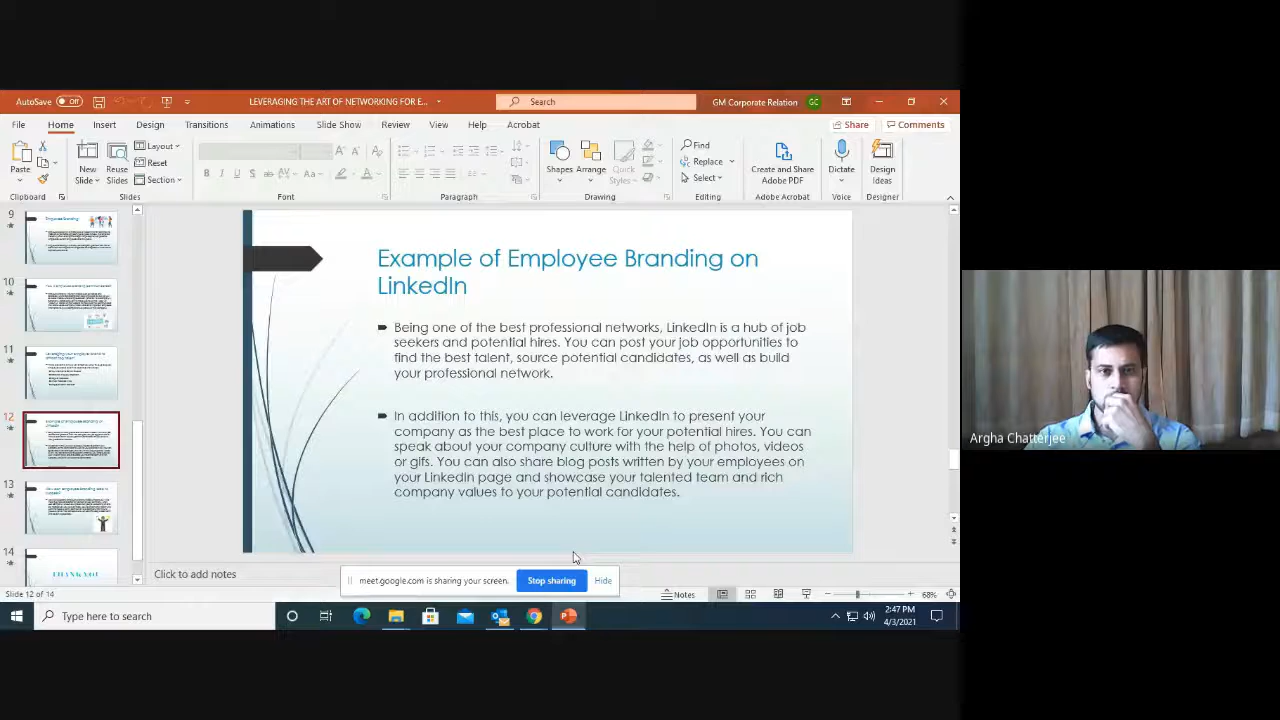 AutoSave Off
LEVERAGING THE ART OF NETWORKING FOR E...
Search
GM Corporate Relation GC
File Home Insert Design Transitions Animations Slide Show Review View Help Acrobat
Share Comments
Paste
New Slide
Reuse Slides
Layout
Reset
Section
Shapes
Arrange
Quick Styles
Find
Replace
Select
Create and Share Adobe PDF
Dictate
Design Ideas
Clipboard Slides Font Paragraph Drawing Editing Adobe Acrobat Voice Designer
9
10
11
12
13
14
Example of Employee Branding on
LinkedIn
Being one of the best professional networks, LinkedIn is a hub of job
seekers and potential hires. You can post your job opportunities to
find the best talent, source potential candidates, as well as build
your professional network.
In addition to this, you can leverage LinkedIn to present your
company as the best place to work for your potential hires. You can
speak about your company culture with the help of photos, videos
or gifs. You can also share blog posts written by your employees on
your LinkedIn page and showcase your talented team and rich
company values to your potential candidates.
Argha Chatterjee
Click to add notes
meet.google.com is sharing your screen. Stop sharing Hide
Slide 12 of 14
Notes
68%
Type here to search
2:47 PM
4/3/2021